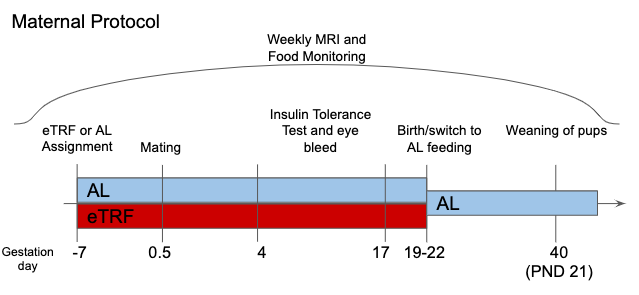 Maternal Protocol
Weekly MRI and
Food Monitoring
eTRF or AL
Assignment
Mating
Insulin Tolerance
Test and eye
bleed
Birth/switch to
AL feeding
Weaning of pups
AL
eTRF
AL
Gestation
day
-7
0.5
4
17
19-22
40
(PND 21)